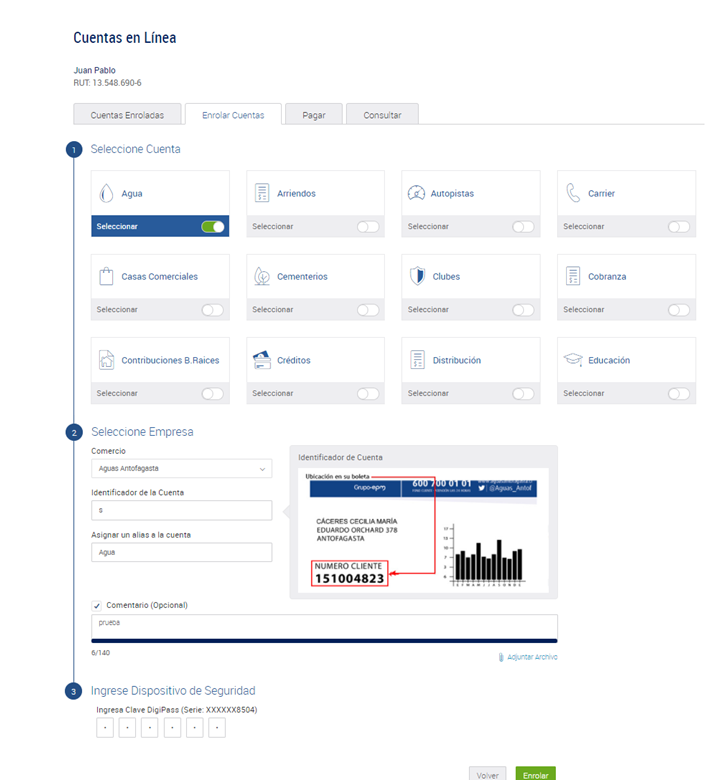 Cuentas en Línea
Juan Pablo
RUT: 13.548.690-6
Cuentas Enroladas Enrolar Cuentas Pagar Consultar
1 Seleccione Cuenta
Agua Arriendos Autopistas Carrier
Seleccionar Seleccionar Seleccionar Seleccionar
Casas Comerciales Cementerios Clubes Cobranza
Seleccionar Seleccionar Seleccionar Seleccionar
Contribuciones B.Raices Créditos Distribución Educación
Seleccionar Seleccionar Seleccionar Seleccionar
2 Seleccione Empresa
Comercio
Aguas Antofagasta
Identificador de la Cuenta
s
Asignar un alias a la cuenta
Agua
Identificador de Cuenta
Ubicación en su boleta
Grupo·epm 600 700 01 01 @Aguas_Antof
CÁCERES CECILIA MARÍA
EDUARDO ORCHARD 378
ANTOFAGASTA
NUMERO CLIENTE
151004823
Comentario (Opcional)
prueba
6/140
Adjuntar Archivo
3 Ingrese Dispositivo de Seguridad
Ingresa Clave DigiPass (Serie: XXXXXX8504)
Volver Enrolar